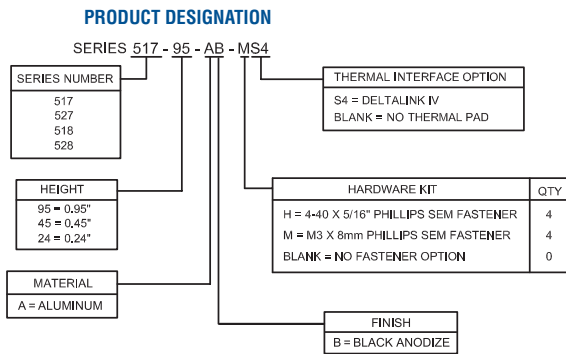 PRODUCT DESIGNATION
SERIES 517 - 95 - AB - MS4
SERIES NUMBER
517
527
518
528
THERMAL INTERFACE OPTION
S4 = DELTALINK IV
BLANK = NO THERMAL PAD
HEIGHT
95 = 0.95"
45 = 0.45"
24 = 0.24"
HARDWARE KIT QTY
H = 4-40 X 5/16" PHILLIPS SEM FASTENER 4
M = M3 X 8mm PHILLIPS SEM FASTENER 4
BLANK = NO FASTENER OPTION 0
MATERIAL
A = ALUMINUM
FINISH
B = BLACK ANODIZE